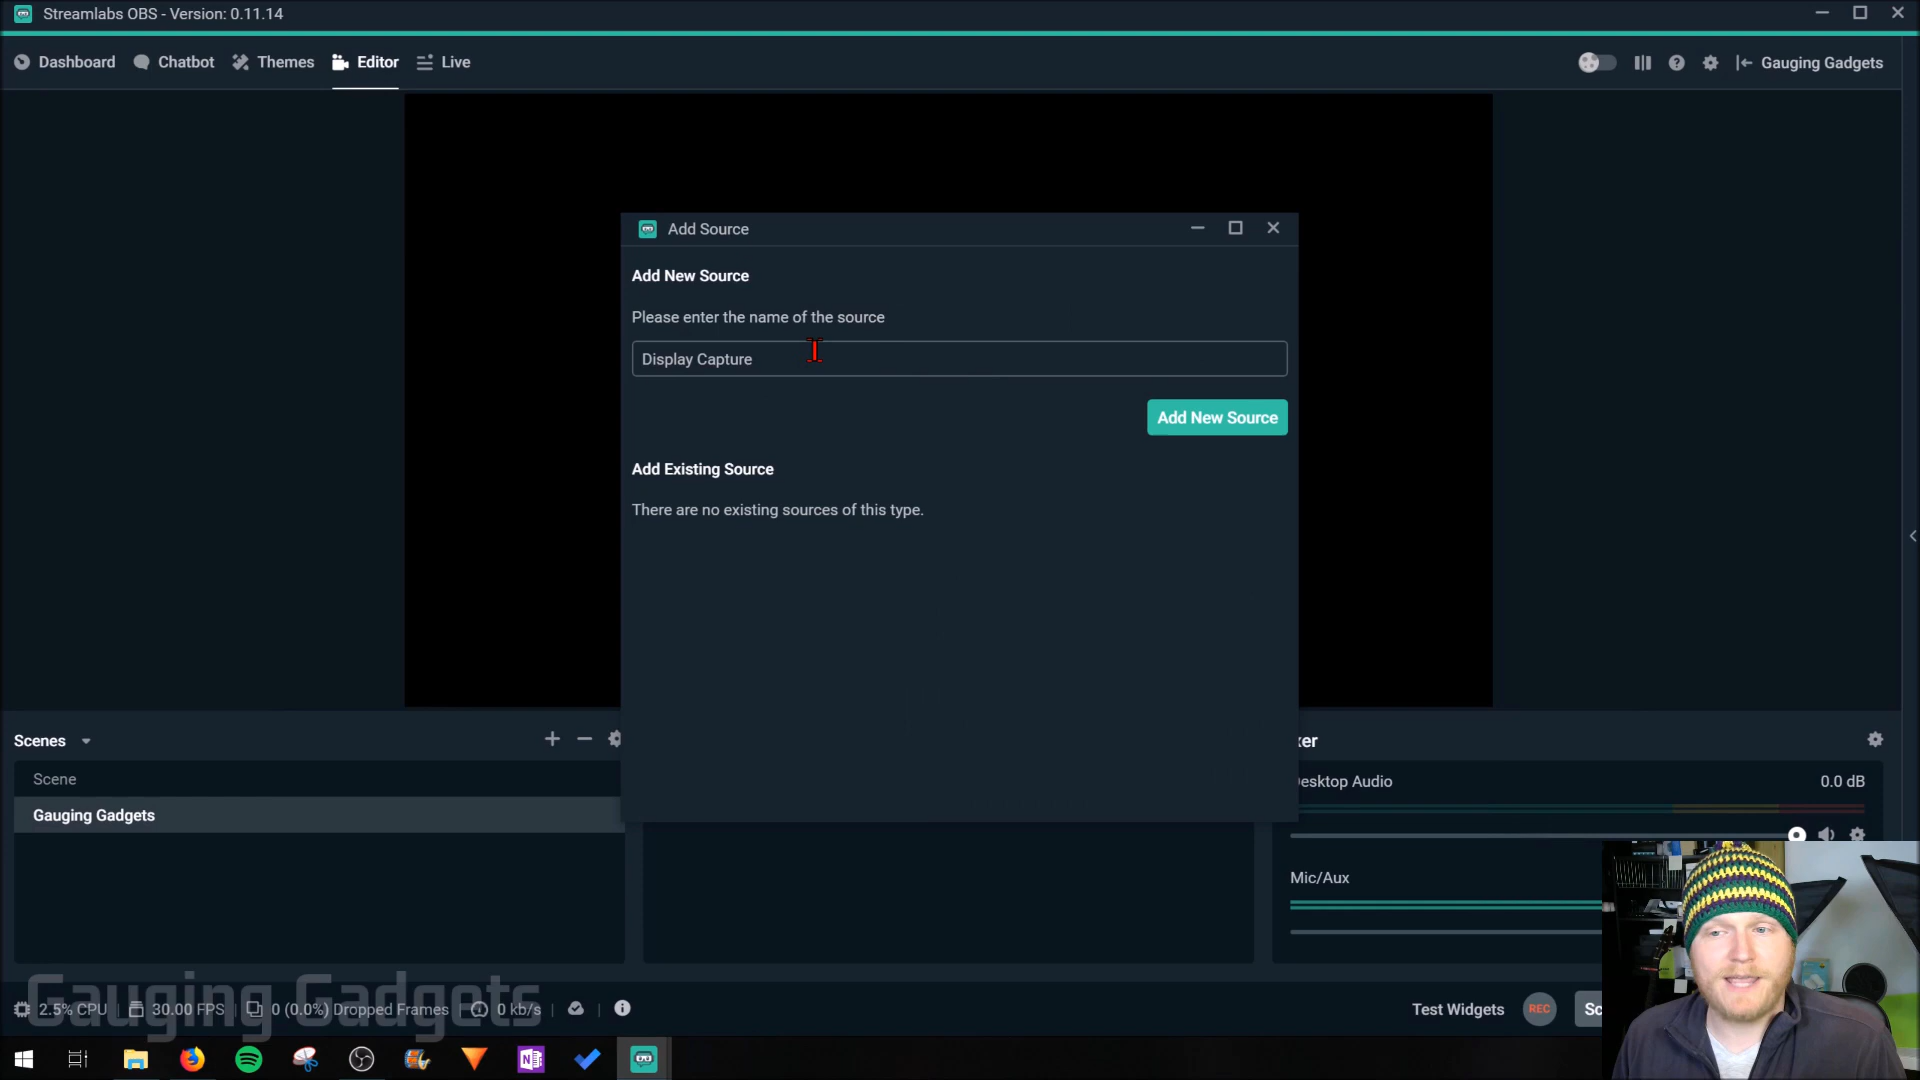 Streamlabs OBS - Version: 0.11.14
Dashboard Chatbot Themes Editor Live
Gauging Gadgets
Add Source
Add New Source
Please enter the name of the source
Display Capture
Add New Source
Add Existing Source
There are no existing sources of this type.
Scenes
Scene
Gauging Gadgets
xer
Desktop Audio 0.0 dB
Mic/Aux
Gauging Gadgets
2.5% CPU 30.00 FPS 0 (0.0%) Dropped Frames 0 kb/s
Test Widgets REC Sc
N